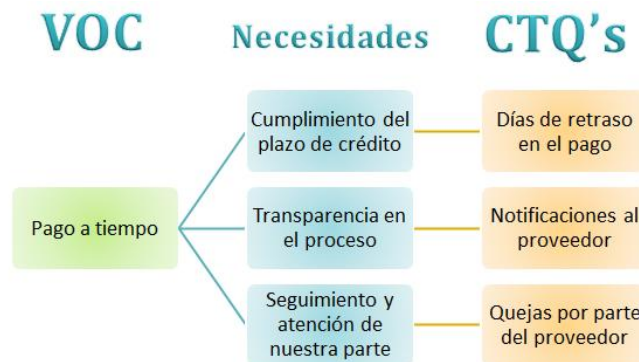 VOC
Necesidades
CTQ's
Pago a tiempo
Cumplimiento del
plazo de crédito
Días de retraso
en el pago
Transparencia en
el proceso
Notificaciones al
proveedor
Seguimiento y
atención de
nuestra parte
Quejas por parte
del proveedor